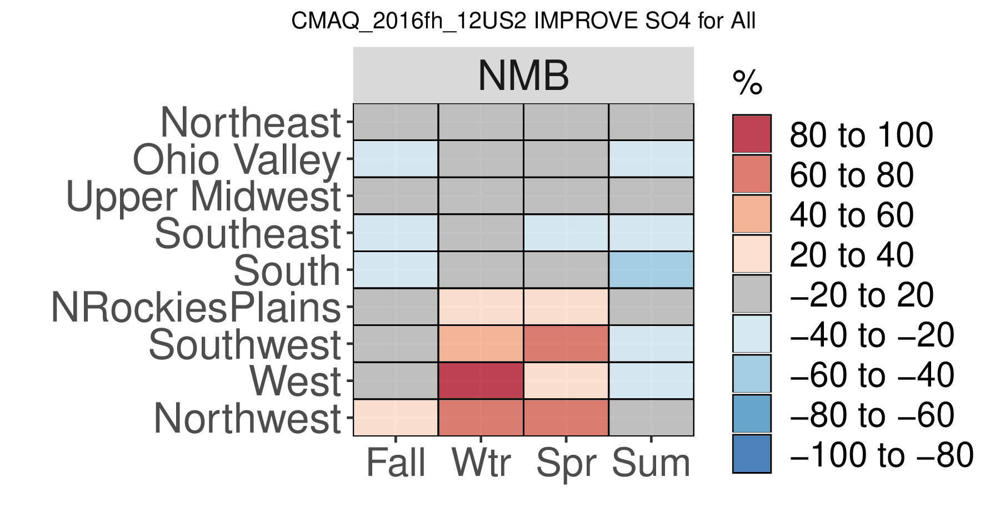 CMAQ_2016fh_12US2 IMPROVE SO4 for All
NMB
%
Northeast
Ohio Valley
Upper Midwest
Southeast
South
NRockiesPlains
Southwest
West
Northwest
Fall Wtr Spr Sum
80 to 100
60 to 80
40 to 60
20 to 40
−20 to 20
−40 to −20
−60 to −40
−80 to −60
−100 to −80